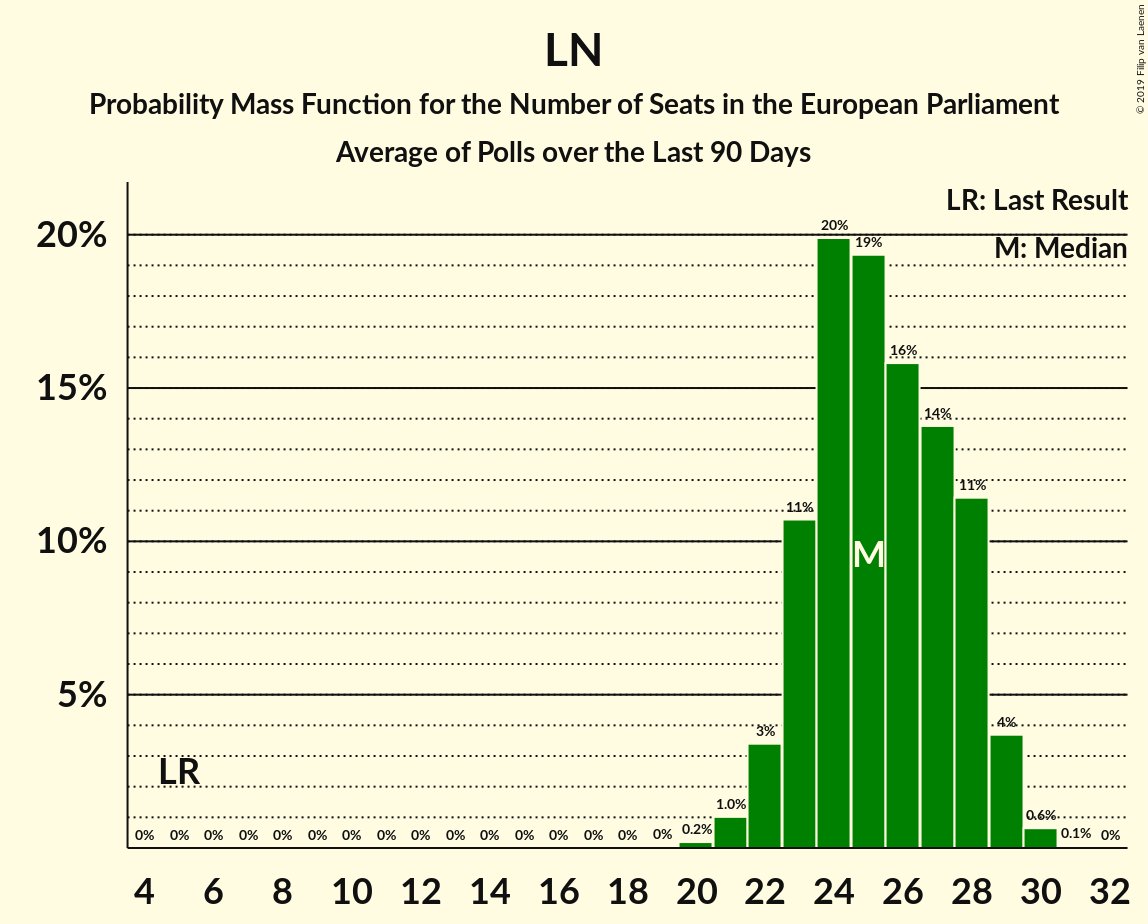 LN
Probability Mass Function for the Number of Seats in the European Parliament
Average of Polls over the Last 90 Days
© 2019 Filip van Laenen
LR: Last Result
M: Median
20%
15%
10%
5%
20%
19%
16%
14%
11%
11%
M
4%
3%
LR
1.0%
0.6%
0% 0% 0% 0% 0% 0% 0% 0% 0% 0% 0% 0% 0% 0% 0% 0% 0.2% 0.1% 0%
4 6 8 10 12 14 16 18 20 22 24 26 28 30 32